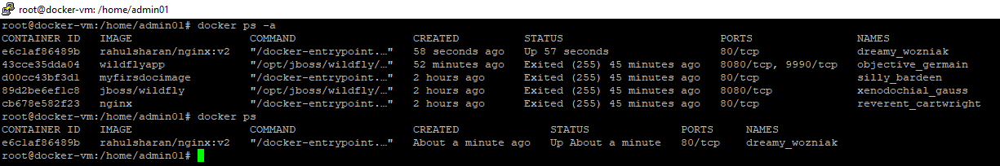 root@docker-vm: /home/admin01
root@docker-vm:/home/admin01# docker ps -a
CONTAINER ID   IMAGE                  COMMAND                  CREATED          STATUS                        PORTS                NAMES
e6claf86489b   rahulsharan/nginx:v2   "/docker-entrypoint.…"   58 seconds ago   Up 57 seconds                 80/tcp               dreamy_wozniak
43cce35dda04   wildflyapp             "/opt/jboss/wildfly/…"   52 minutes ago   Exited (255) 45 minutes ago   8080/tcp, 9990/tcp   objective_germain
d00cc43bf3d1   myfirsdocimage         "/docker-entrypoint.…"   2 hours ago      Exited (255) 45 minutes ago   80/tcp               silly_bardeen
89d2be6ef1c8   jboss/wildfly          "/opt/jboss/wildfly/…"   2 hours ago      Exited (255) 45 minutes ago   8080/tcp             xenodochial_gauss
cb678e582f23   nginx                  "/docker-entrypoint.…"   2 hours ago      Exited (255) 45 minutes ago   80/tcp               reverent_cartwright
root@docker-vm:/home/admin01# docker ps
CONTAINER ID   IMAGE                  COMMAND                  CREATED              STATUS              PORTS     NAMES
e6c1af86489b   rahulsharan/nginx:v2   "/docker-entrypoint.…"   About a minute ago   Up About a minute   80/tcp    dreamy_wozniak
root@docker-vm:/home/admin01#